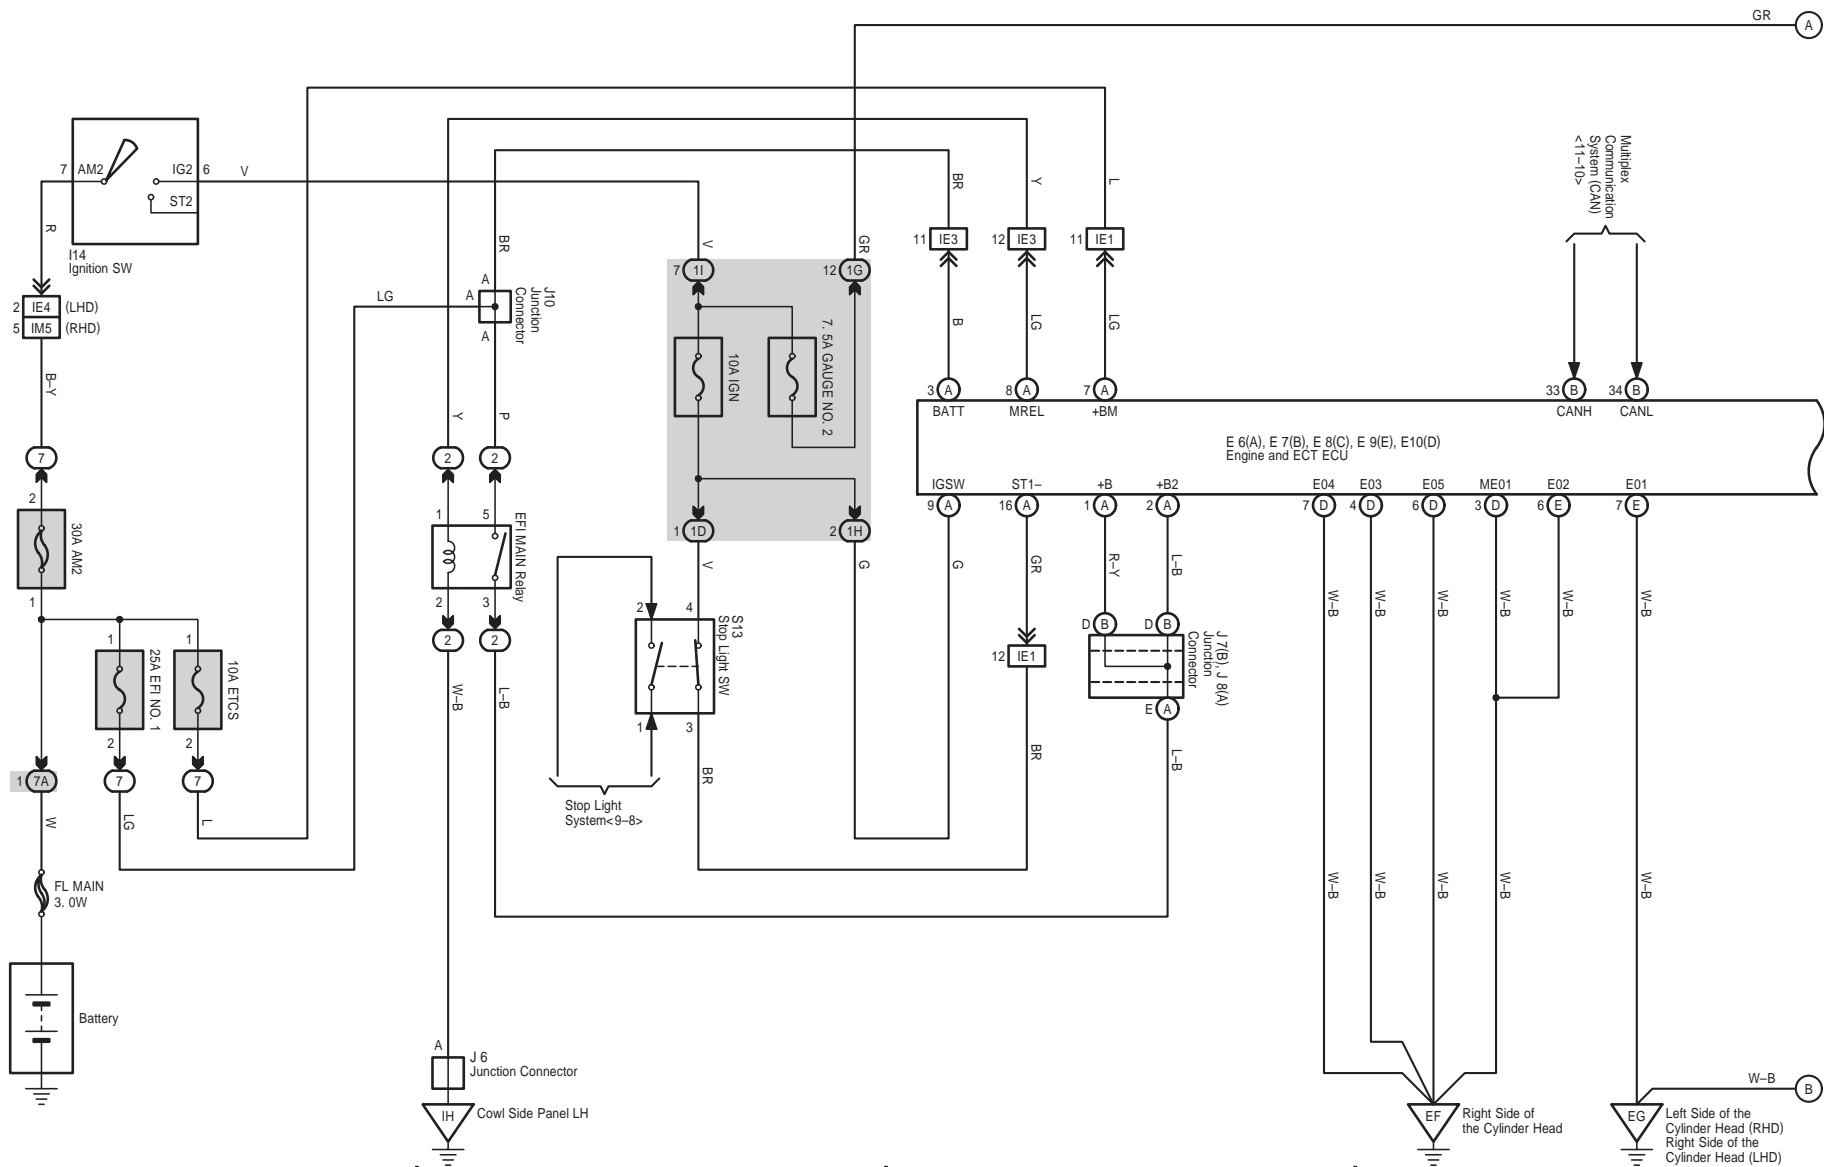 GR
A
7
AM2
IG2
6
V
ST2
R
I14
Ignition SW
2
IE4
(LHD)
5
IM5
(RHD)
B–Y
7
2
30A AM2
1
1
25A EFI NO. 1
2
7
LG
1
10A ETCS
2
7
L
1
7A
W
FL MAIN
3. 0W
Battery
LG
BR
A
A
A
J10
Junction
Connector
Y
P
2
2
1
5
EFI MAIN Relay
2
3
2
2
W–B
L–B
A
J 6
Junction Connector
IH
Cowl Side Panel LH
V
GR
7
1I
12
1G
10A IGN
7. 5A GAUGE NO. 2
1
1D
2
1H
V
G
2
4
S13
Stop Light SW
1
3
BR
Stop Light
System<9–8>
BR
Y
L
11
IE3
12
IE3
11
IE1
B
LG
LG
3
A
8
A
7
A
BATT
MREL
+BM
Multiplex
Communication
System (CAN)
<11–10>
33
B
34
B
CANH
CANL
E 6(A), E 7(B), E 8(C), E 9(E), E10(D)
Engine and ECT ECU
IGSW
ST1–
+B
+B2
E04
E03
E05
ME01
E02
E01
9
A
16
A
1
A
2
A
7
D
4
D
6
D
3
D
6
E
7
E
G
GR
R–Y
L–B
W–B
W–B
W–B
W–B
W–B
W–B
12
IE1
D
B
D
B
J 7(B), J 8(A)
Junction
Connector
E
A
BR
L–B
W–B
W–B
W–B
W–B
W–B
W–B
B
EF
Right Side of
the Cylinder Head
EG
Left Side of the
Cylinder Head (RHD)
Right Side of the
Cylinder Head (LHD)